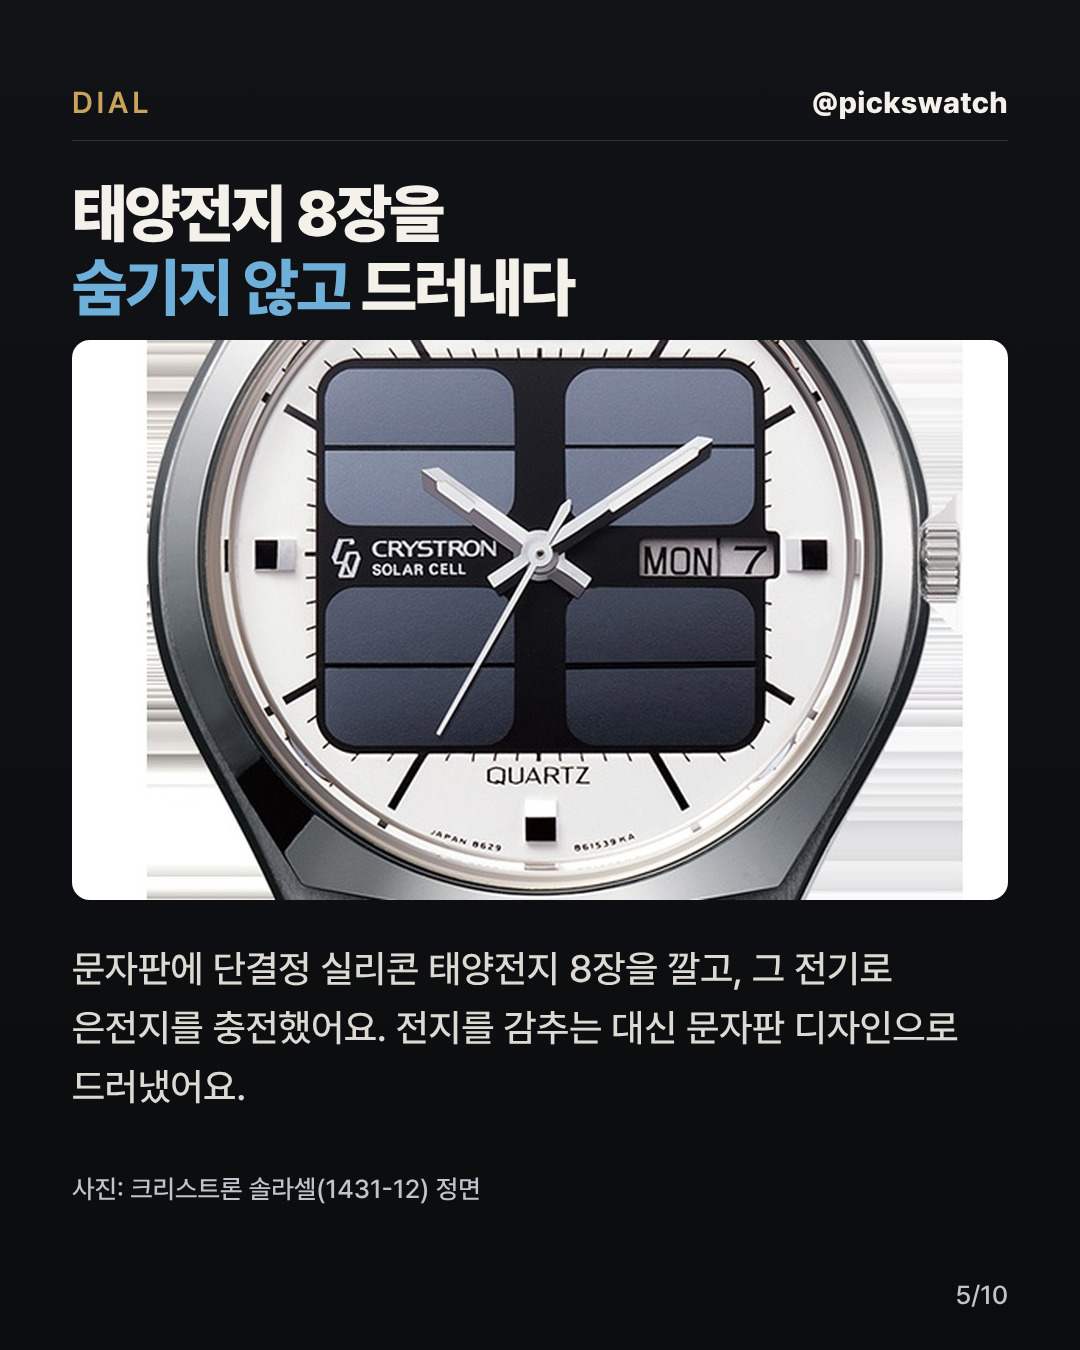 DIAL
@pickswatch
태양전지 8장을
숨기지 않고 드러내다
CRYSTRON
SOLAR CELL
MON 7
QUARTZ
JAPAN 8629
861539 KA
문자판에 단결정 실리콘 태양전지 8장을 깔고, 그 전기로
은전지를 충전했어요. 전지를 감추는 대신 문자판 디자인으로
드러냈어요.
사진: 크리스트론 솔라셀(1431-12) 정면
5/10